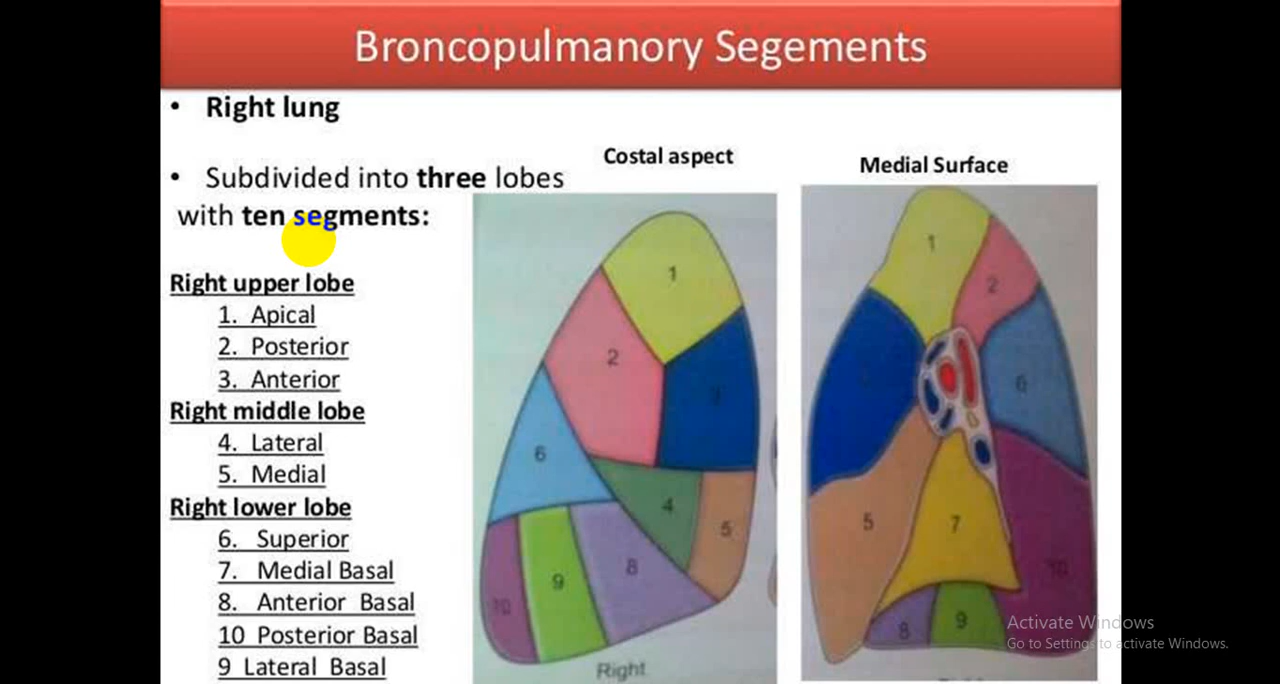 Broncopulmanory Segements
• Right lung
• Subdivided into three lobes
with ten segments:
Right upper lobe
1. Apical
2. Posterior
3. Anterior
Right middle lobe
4. Lateral
5. Medial
Right lower lobe
6. Superior
7. Medial Basal
8. Anterior Basal
10 Posterior Basal
9 Lateral Basal
Costal aspect
1
2
3
6
4
5
8
9
10
Right
Medial Surface
1
2
6
5
7
10
8
9
Activate Windows
Go to Settings to activate Windows.